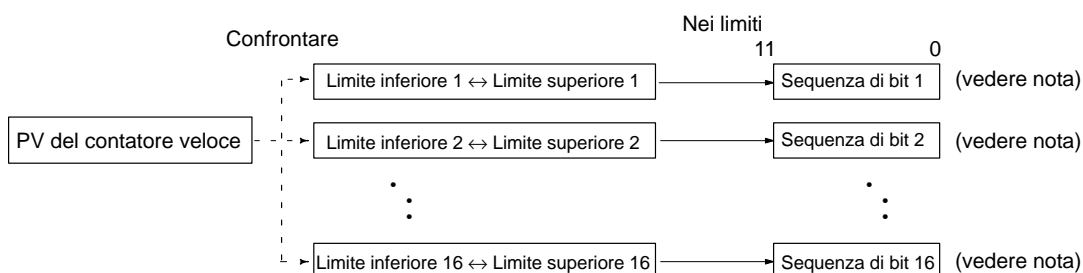 Nei limiti
Confrontare
11 0
Limite inferiore 1 ↔ Limite superiore 1 Sequenza di bit 1 (vedere nota)
PV del contatore veloce
Limite inferiore 2 ↔ Limite superiore 2 Sequenza di bit 2 (vedere nota)
Limite inferiore 16 ↔ Limite superiore 16 Sequenza di bit 16 (vedere nota)